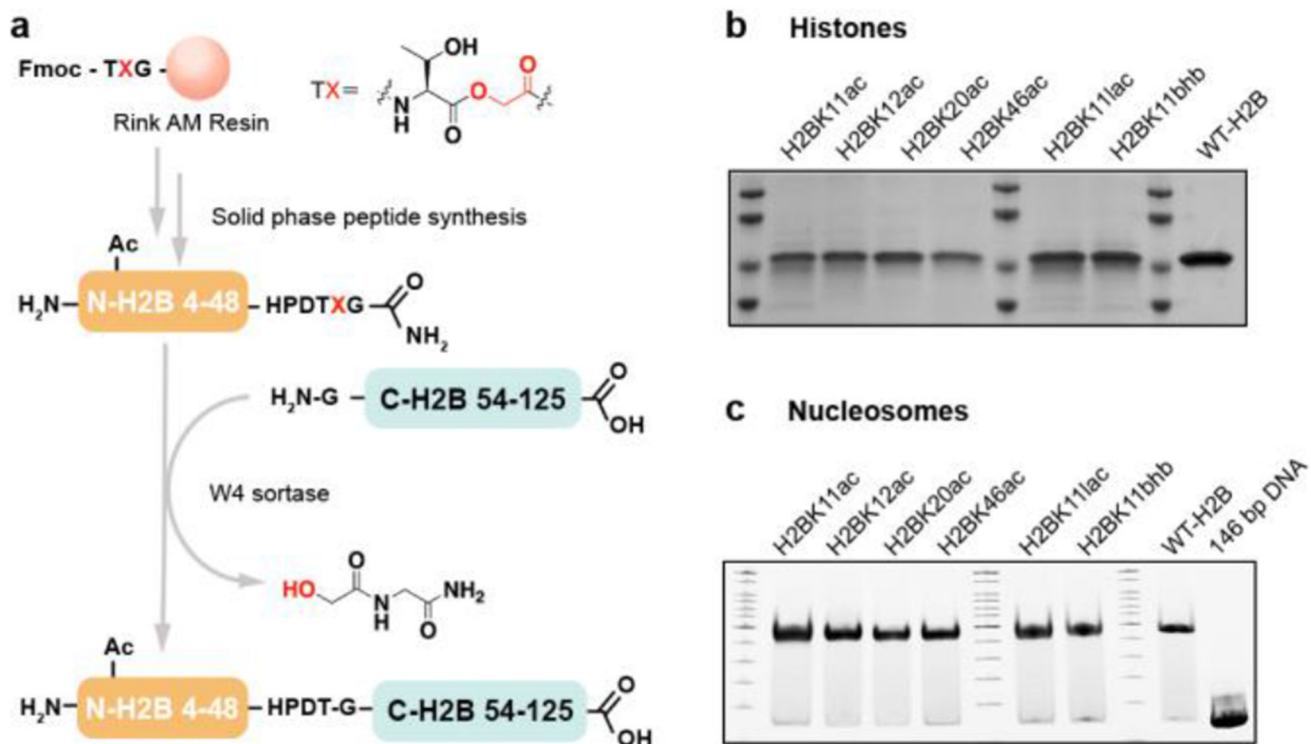 a
Fmoc - TXG -
Rink AM Resin
TX=
OH
N
H
O
O
O
Solid phase peptide synthesis
Ac
H2N
N-H2B 4-48
HPDTXG
O
NH2
H2N-G
C-H2B 54-125
O
OH
W4 sortase
HO
O
N
H
O
NH2
Ac
H2N
N-H2B 4-48
HPDT-G
C-H2B 54-125
O
OH
b Histones
H2BK11ac
H2BK12ac
H2BK20ac
H2BK46ac
H2BK11lac
H2BK11bhb
WT-H2B
c Nucleosomes
H2BK11ac
H2BK12ac
H2BK20ac
H2BK46ac
H2BK11lac
H2BK11bhb
WT-H2B
146 bp DNA